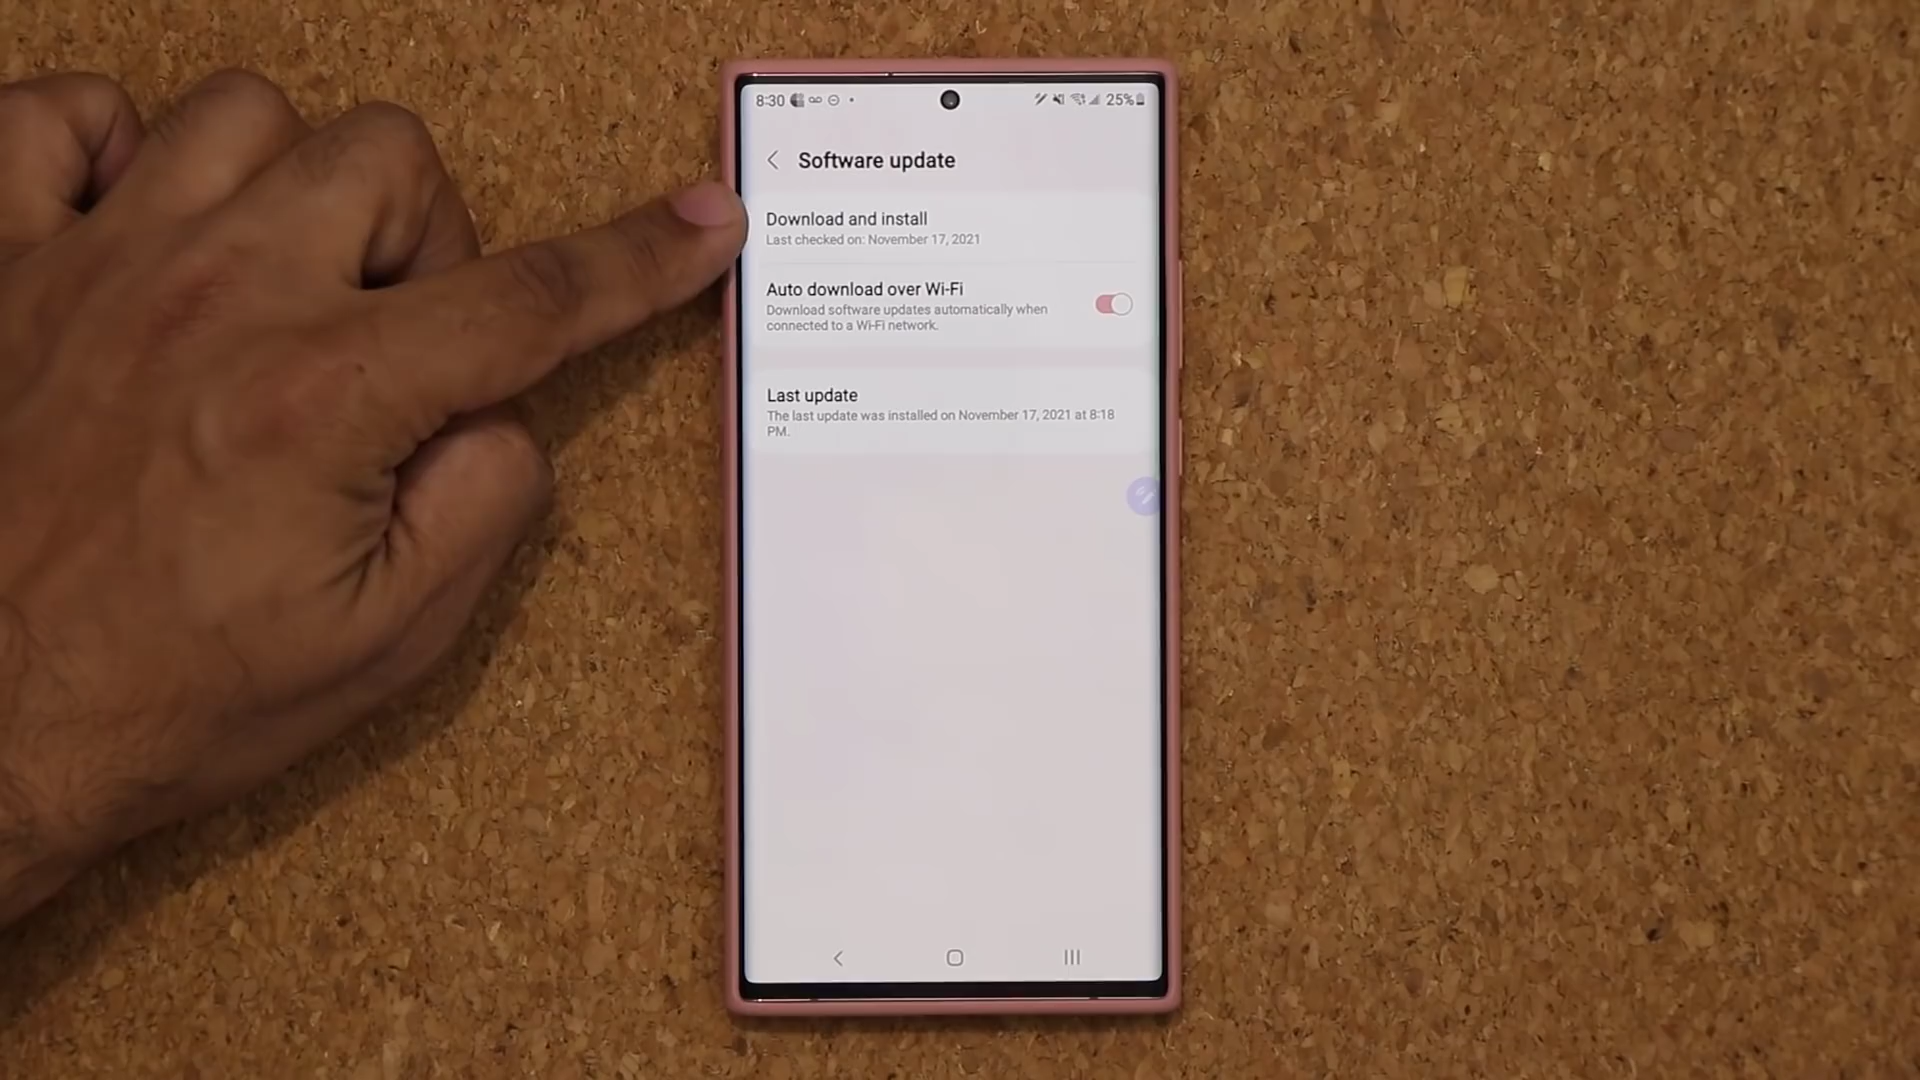 8:30 25%
Software update
Download and install
Last checked on: November 17, 2021
Auto download over Wi-Fi
Download software updates automatically when
connected to a Wi-Fi network.
Last update
The last update was installed on November 17, 2021 at 8:18
PM.